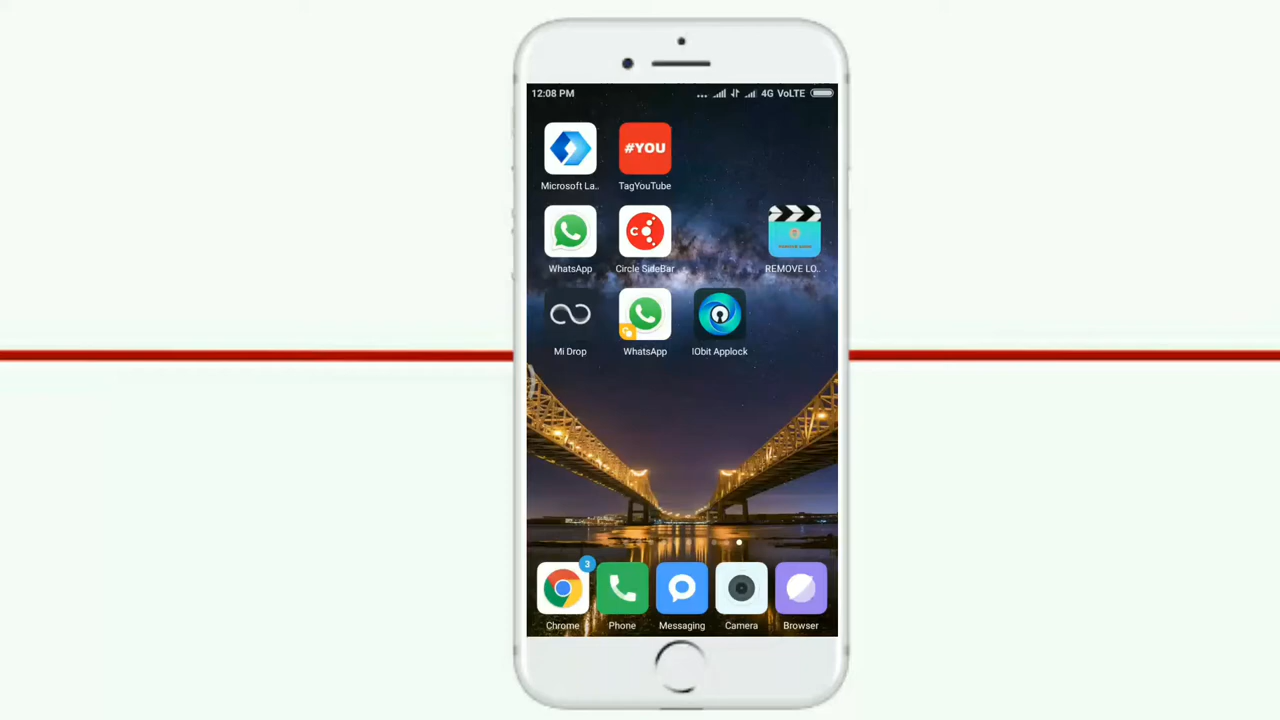 12:08 PM
... 4G VoLTE
#YOU
Microsoft La..
TagYouTube
WhatsApp
Circle SideBar
REMOVE LO..
Mi Drop
WhatsApp
IObit Applock
3
Chrome
Phone
Messaging
Camera
Browser